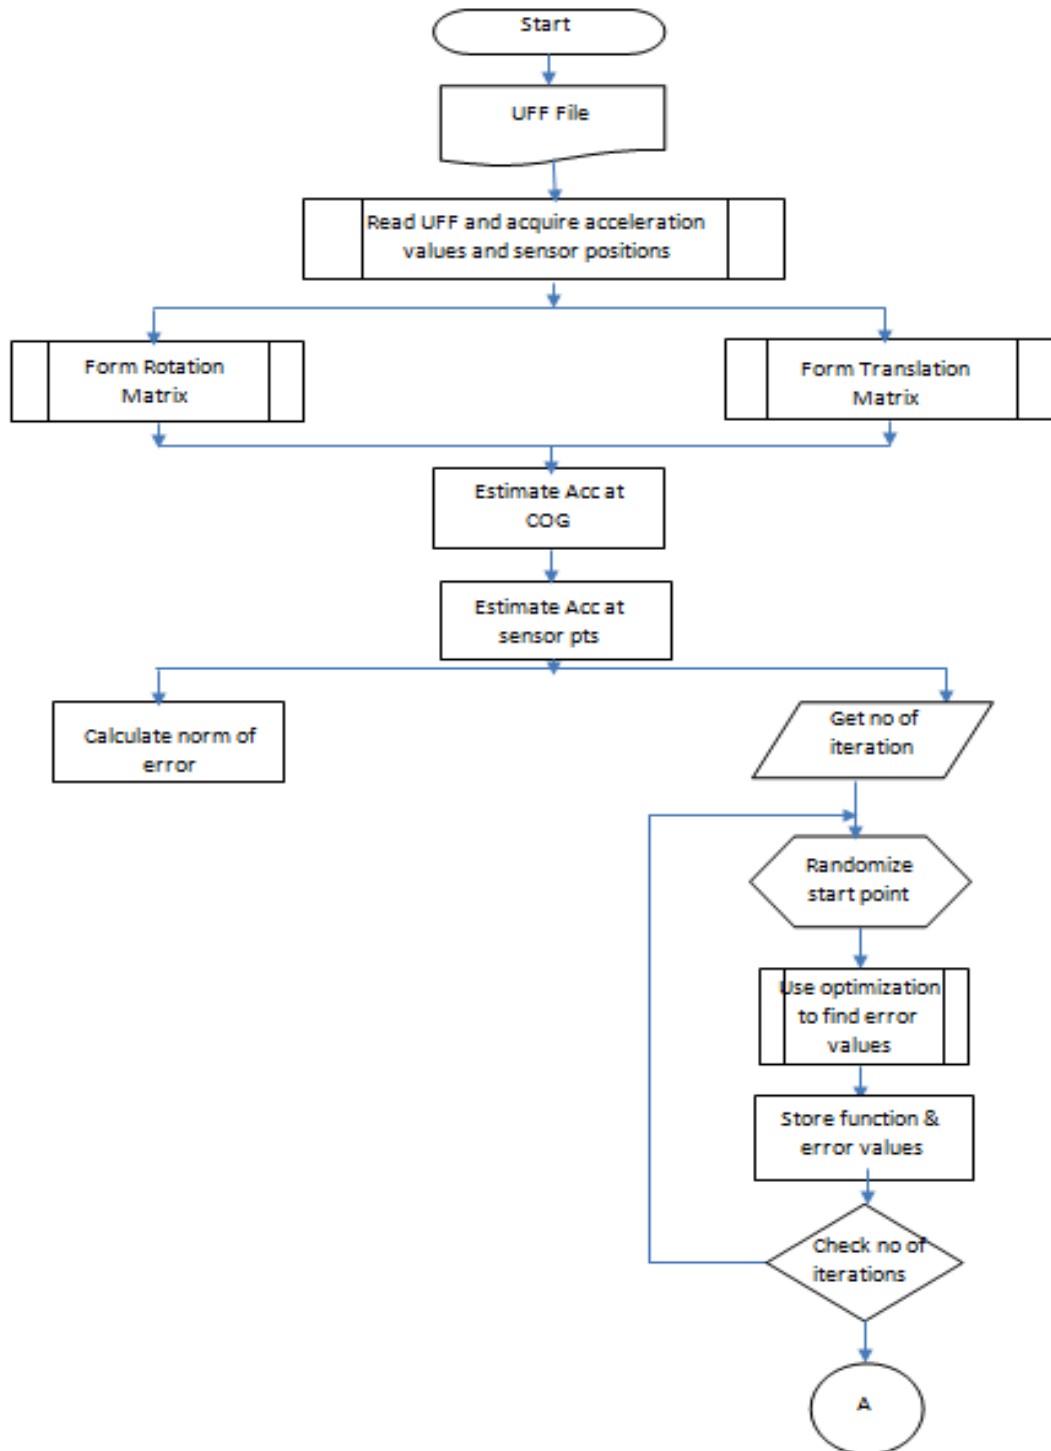 Start
UFF File
Read UFF and acquire acceleration
values and sensor positions
Form Rotation
Matrix
Form Translation
Matrix
Estimate Acc at
COG
Estimate Acc at
sensor pts
Calculate norm of
error
Get no of
iteration
Randomize
start point
Use optimization
to find error
values
Store function &
error values
Check no of
iterations
A